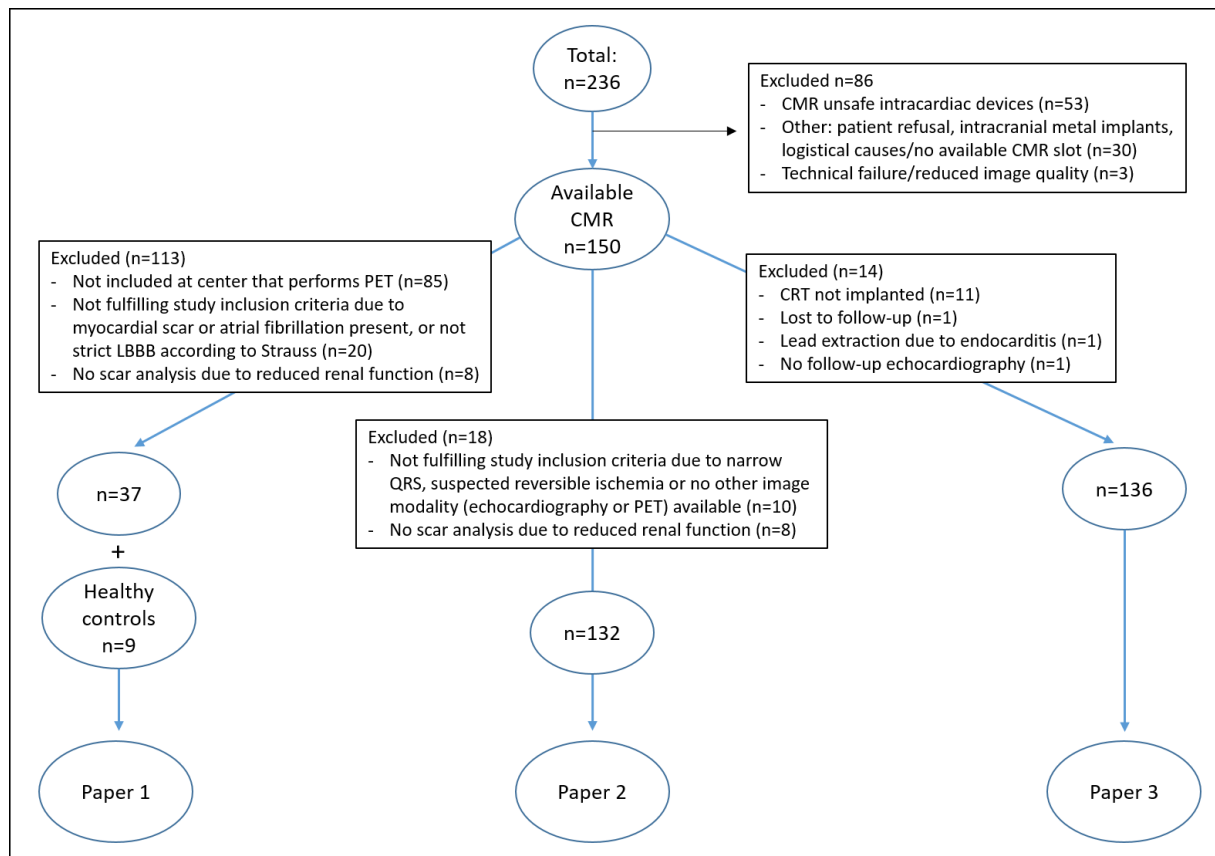 Total:
n=236
Excluded n=86
- CMR unsafe intracardiac devices (n=53)
- Other: patient refusal, intracranial metal implants,
logistical causes/no available CMR slot (n=30)
- Technical failure/reduced image quality (n=3)
Available
CMR
n=150
Excluded (n=113)
- Not included at center that performs PET (n=85)
- Not fulfilling study inclusion criteria due to
myocardial scar or atrial fibrillation present, or not
strict LBBB according to Strauss (n=20)
- No scar analysis due to reduced renal function (n=8)
Excluded (n=14)
- CRT not implanted (n=11)
- Lost to follow-up (n=1)
- Lead extraction due to endocarditis (n=1)
- No follow-up echocardiography (n=1)
Excluded (n=18)
- Not fulfilling study inclusion criteria due to narrow
QRS, suspected reversible ischemia or no other image
modality (echocardiography or PET) available (n=10)
- No scar analysis due to reduced renal function (n=8)
n=37
+
Healthy
controls
n=9
n=132
n=136
Paper 1
Paper 2
Paper 3